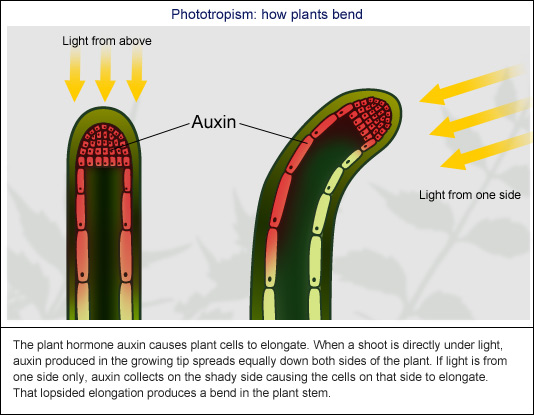 Phototropism: how plants bend
Light from above
Auxin
Light from one side
The plant hormone auxin causes plant cells to elongate. When a shoot is directly under light,
auxin produced in the growing tip spreads equally down both sides of the plant. If light is from
one side only, auxin collects on the shady side causing the cells on that side to elongate.
That lopsided elongation produces a bend in the plant stem.